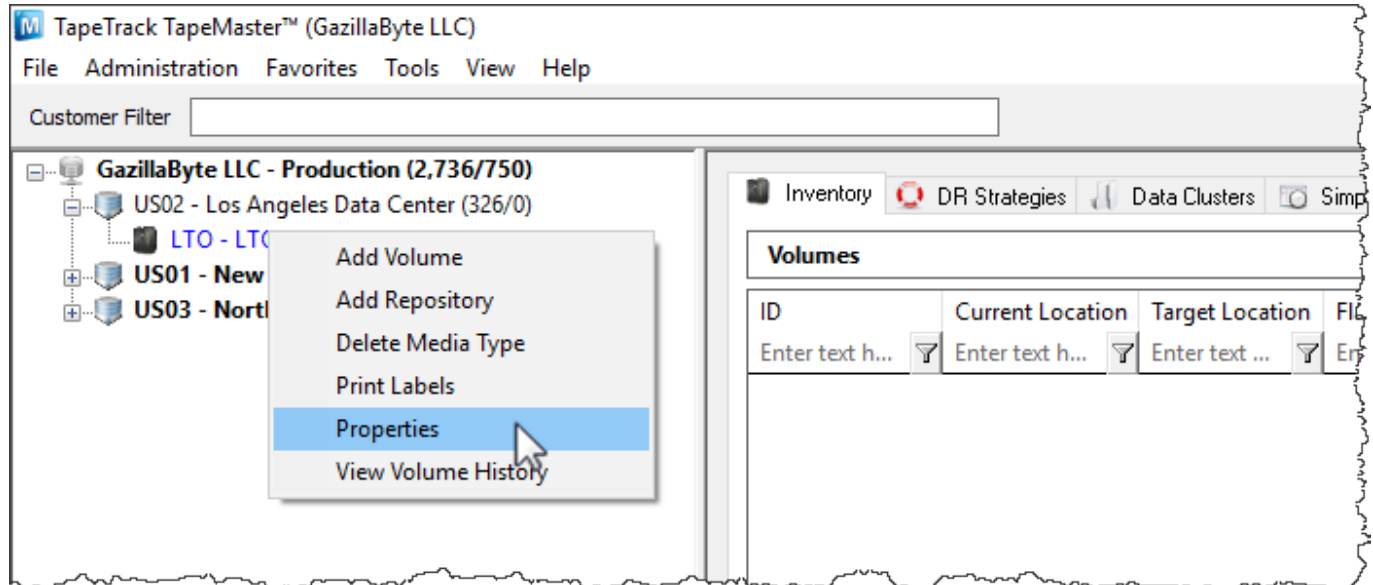 TapeTrack TapeMaster™ (GazillaByte LLC)
File Administration Favorites Tools View Help
Customer Filter
GazillaByte LLC - Production (2,736/750)
US02 - Los Angeles Data Center (326/0)
LTO -
US01 - New
US03 -
Add Volume
Add Repository
Delete Media Type
Print Labels
Properties
View Volume History
Inventory DR Strategies Data Clusters
Volumes
ID Current Location Target Location
Enter text h... Enter text h... Enter text ...